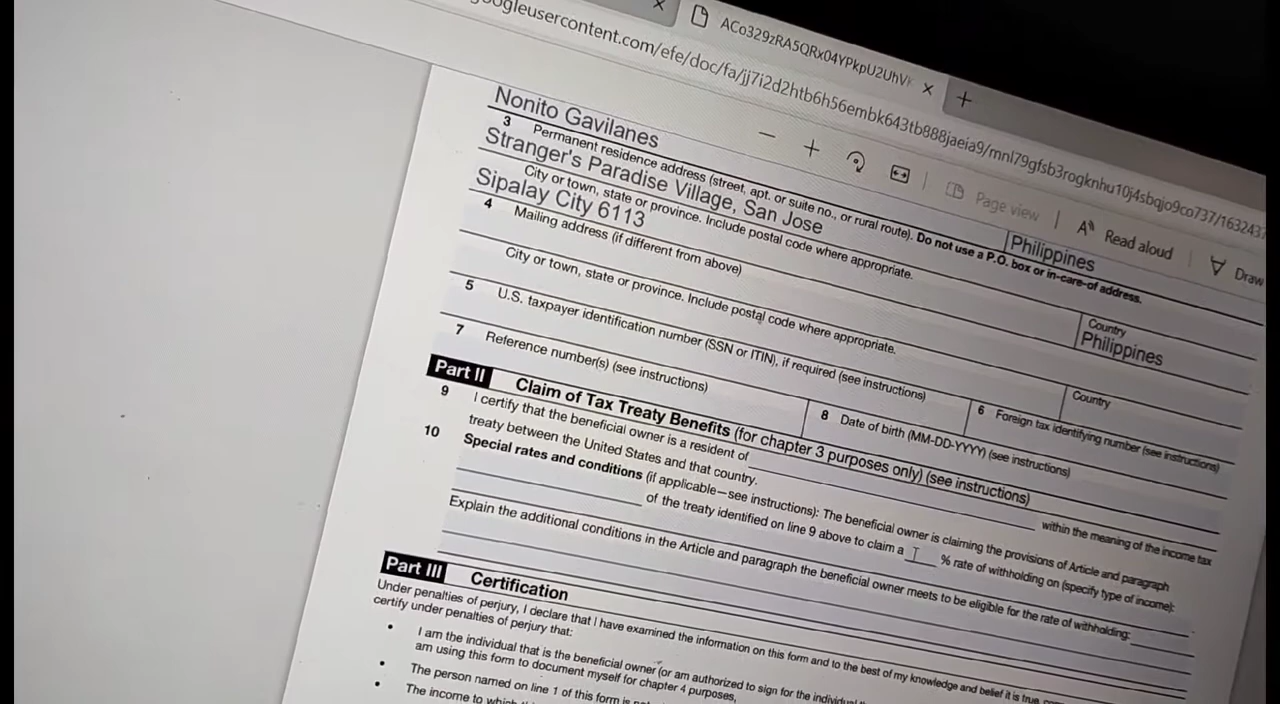 ACo329zRA5QRx04YPkpU2UhV
googleusercontent.com/efe/doc/fa/jj7i2d2htb6h56embk643tb888jaeia9/mnl79gfsb3rogknhu10j4sbqjo9co737/163243
Page view
Read aloud
Draw
Nonito Gavilanes
Philippines
3 Permanent residence address (street, apt. or suite no., or rural route). Do not use a P.O. box or in-care-of address.
Stranger's Paradise Village, San Jose
City or town, state or province. Include postal code where appropriate.
Country
Sipalay City 6113
Philippines
4 Mailing address (if different from above)
City or town, state or province. Include postal code where appropriate.
Country
5 U.S. taxpayer identification number (SSN or ITIN), if required (see instructions)
6 Foreign tax identifying number (see instructions)
7 Reference number(s) (see instructions)
8 Date of birth (MM-DD-YYYY) (see instructions)
Part II Claim of Tax Treaty Benefits (for chapter 3 purposes only) (see instructions)
9 I certify that the beneficial owner is a resident of within the meaning of the income tax
treaty between the United States and that country.
10 Special rates and conditions (if applicable—see instructions): The beneficial owner is claiming the provisions of Article and paragraph
of the treaty identified on line 9 above to claim a % rate of withholding on (specify type of income):
Explain the additional conditions in the Article and paragraph the beneficial owner meets to be eligible for the rate of withholding:
Part III Certification
Under penalties of perjury, I declare that I have examined the information on this form and to the best of my knowledge and belief it is true,
certify under penalties of perjury that:
• I am the individual that is the beneficial owner (or am authorized to sign for the individual
am using this form to document myself for chapter 4 purposes,
• The person named on line 1 of this form is
• The income to which